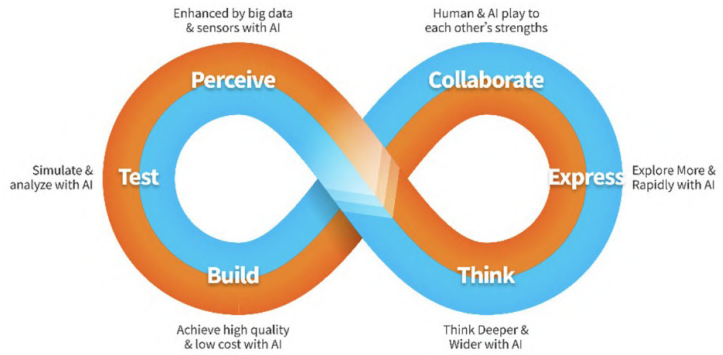 Enhanced by big data
& sensors with AI
Human & AI play to
each other's strengths
Perceive
Collaborate
Simulate &
analyze with AI
Test
Express
Explore More &
Rapidly with AI
Build
Think
Achieve high quality
& low cost with AI
Think Deeper &
Wider with AI